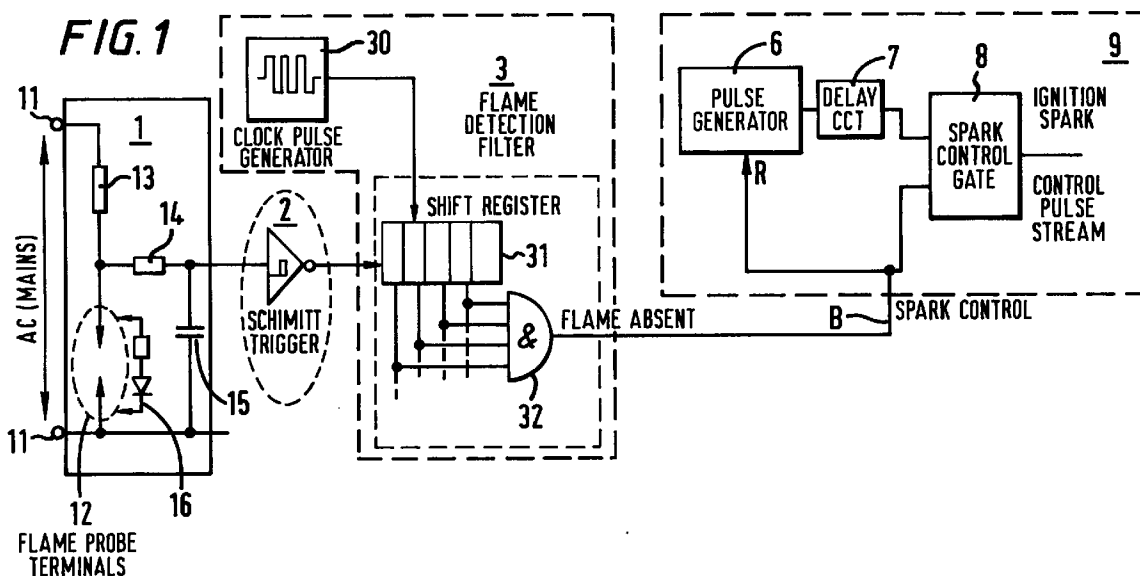 FIG. 1
11
1
13
14
AC (MAINS)
11
12
FLAME PROBE
TERMINALS
16
15
30
CLOCK PULSE
GENERATOR
3
FLAME
DETECTION
FILTER
2
SCHIMITT
TRIGGER
SHIFT REGISTER
31
&
32
FLAME ABSENT
B
SPARK CONTROL
9
6
PULSE
GENERATOR
R
7
DELAY
CCT
8
SPARK
CONTROL
GATE
IGNITION
SPARK
CONTROL
PULSE
STREAM